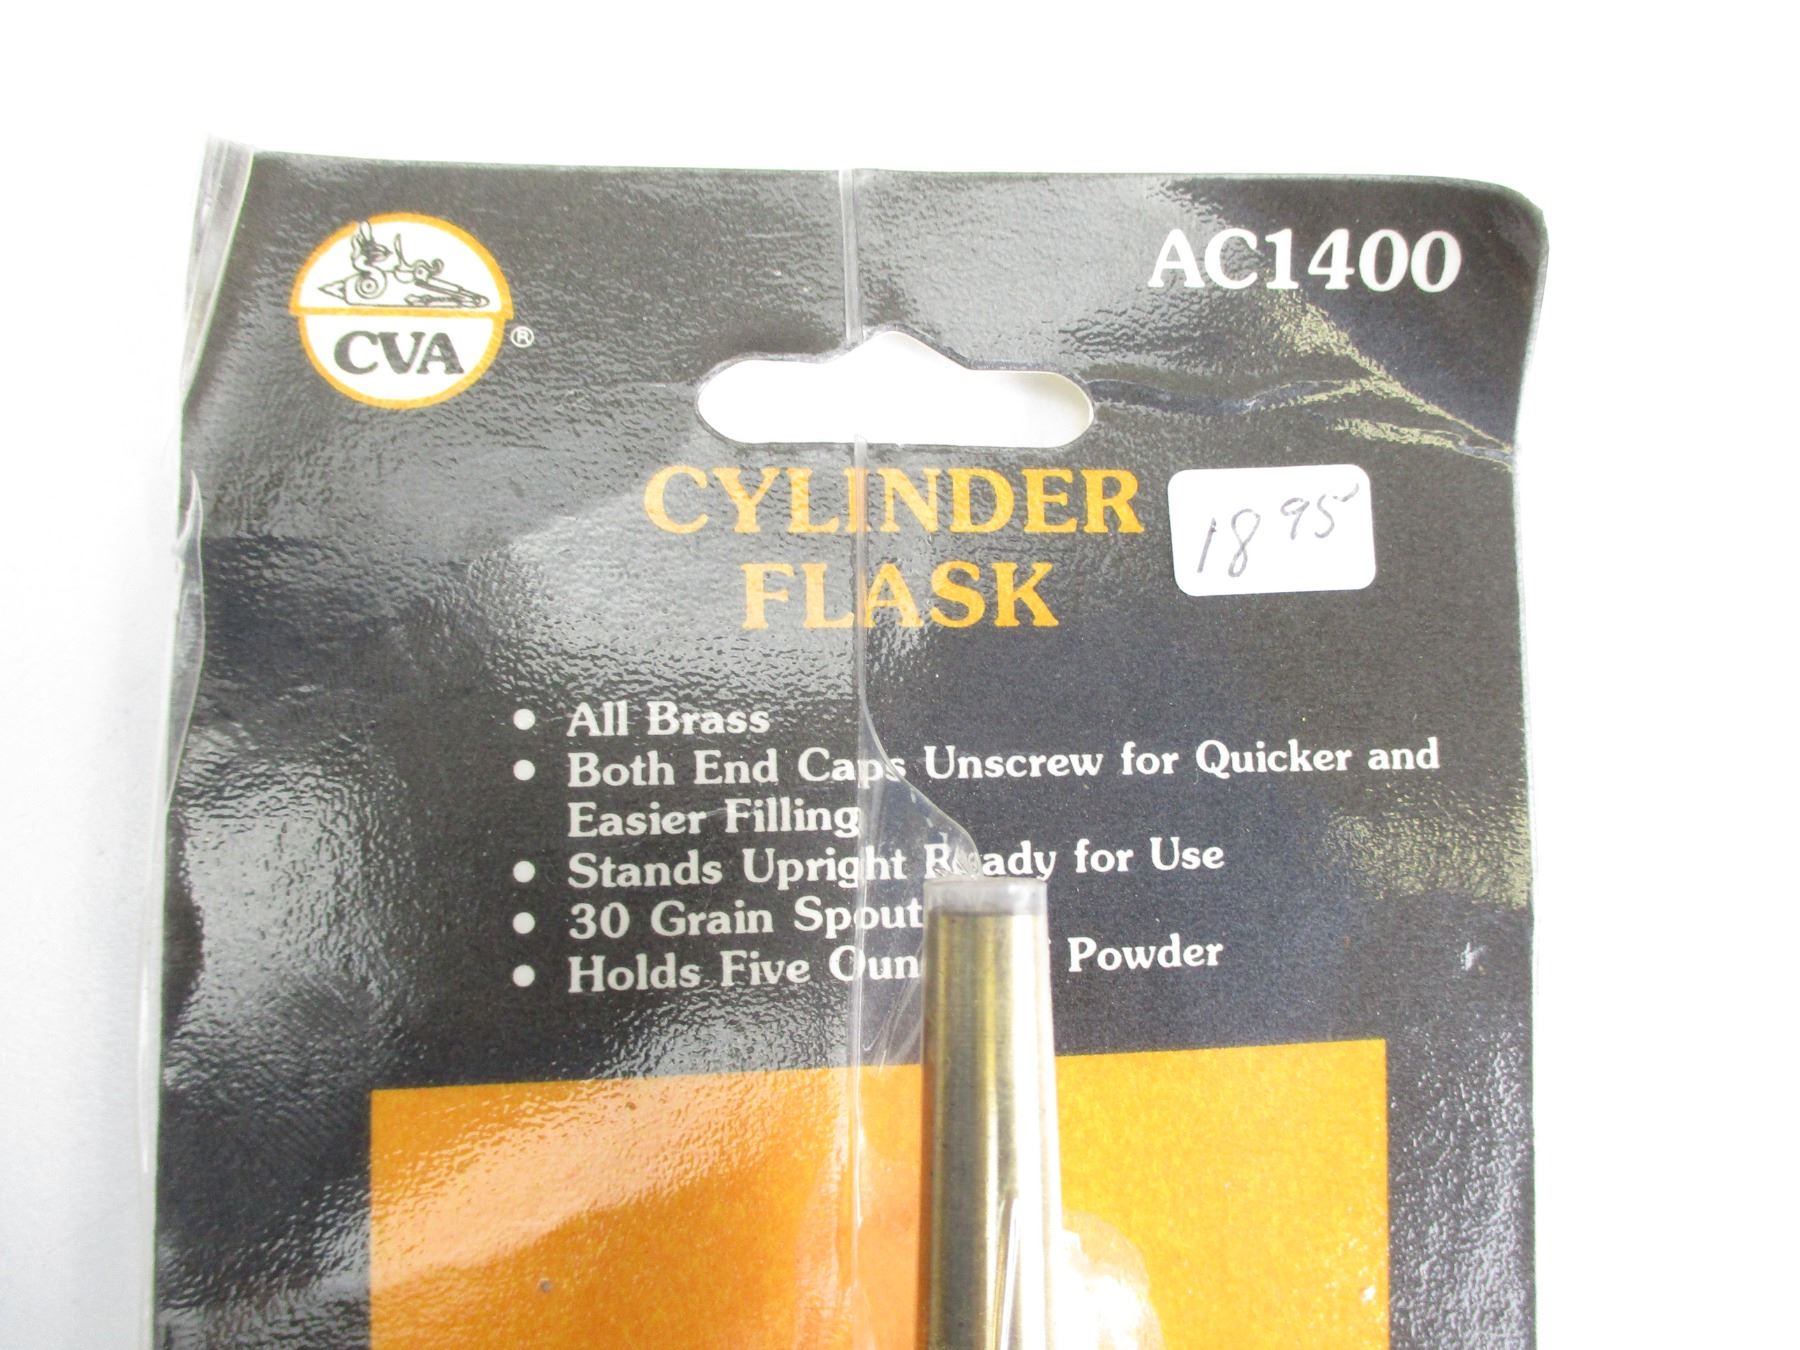 AC1400
CVA ®
CYLINDER
FLASK
18 95
• All Brass
• Both End Caps Unscrew for Quicker and
Easier Filling
• Stands Upright Ready for Use
• 30 Grain Spout
• Holds Five Powder